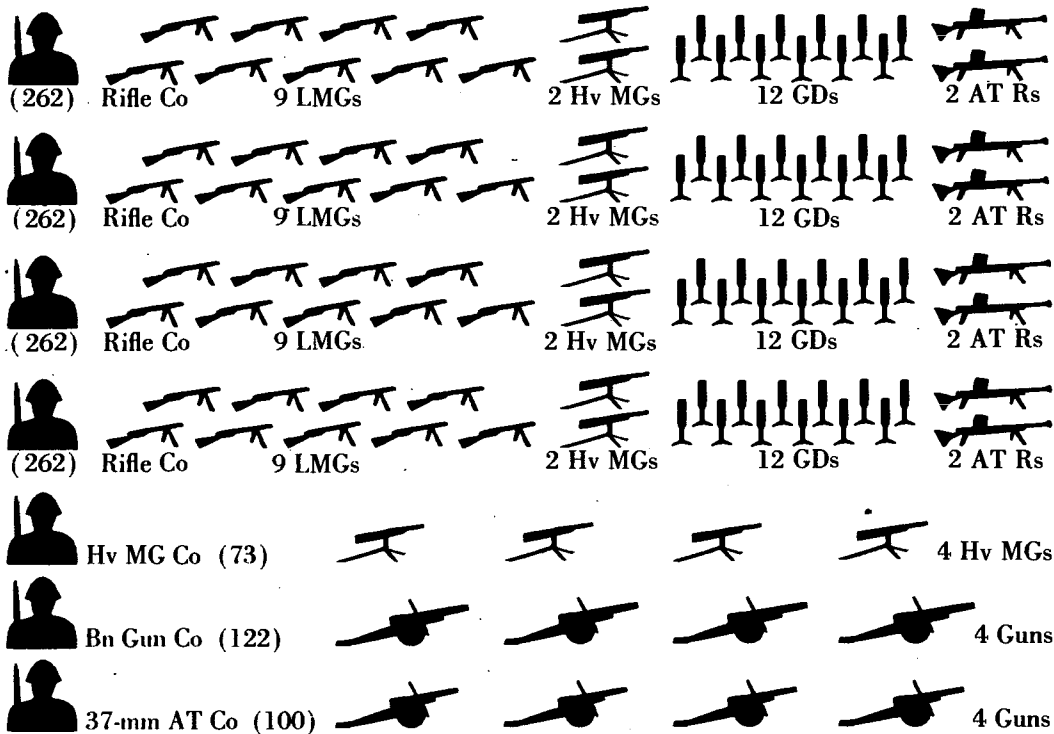 (262) Rifle Co 9 LMGs 2 Hv MGs 12 GDs 2 AT Rs
(262) Rifle Co 9 LMGs 2 Hv MGs 12 GDs 2 AT Rs
(262) Rifle Co 9 LMGs 2 Hv MGs 12 GDs 2 AT Rs
(262) Rifle Co 9 LMGs 2 Hv MGs 12 GDs 2 AT Rs
Hv MG Co (73) 4 Hv MGs
Bn Gun Co (122) 4 Guns
37-mm AT Co (100) 4 Guns